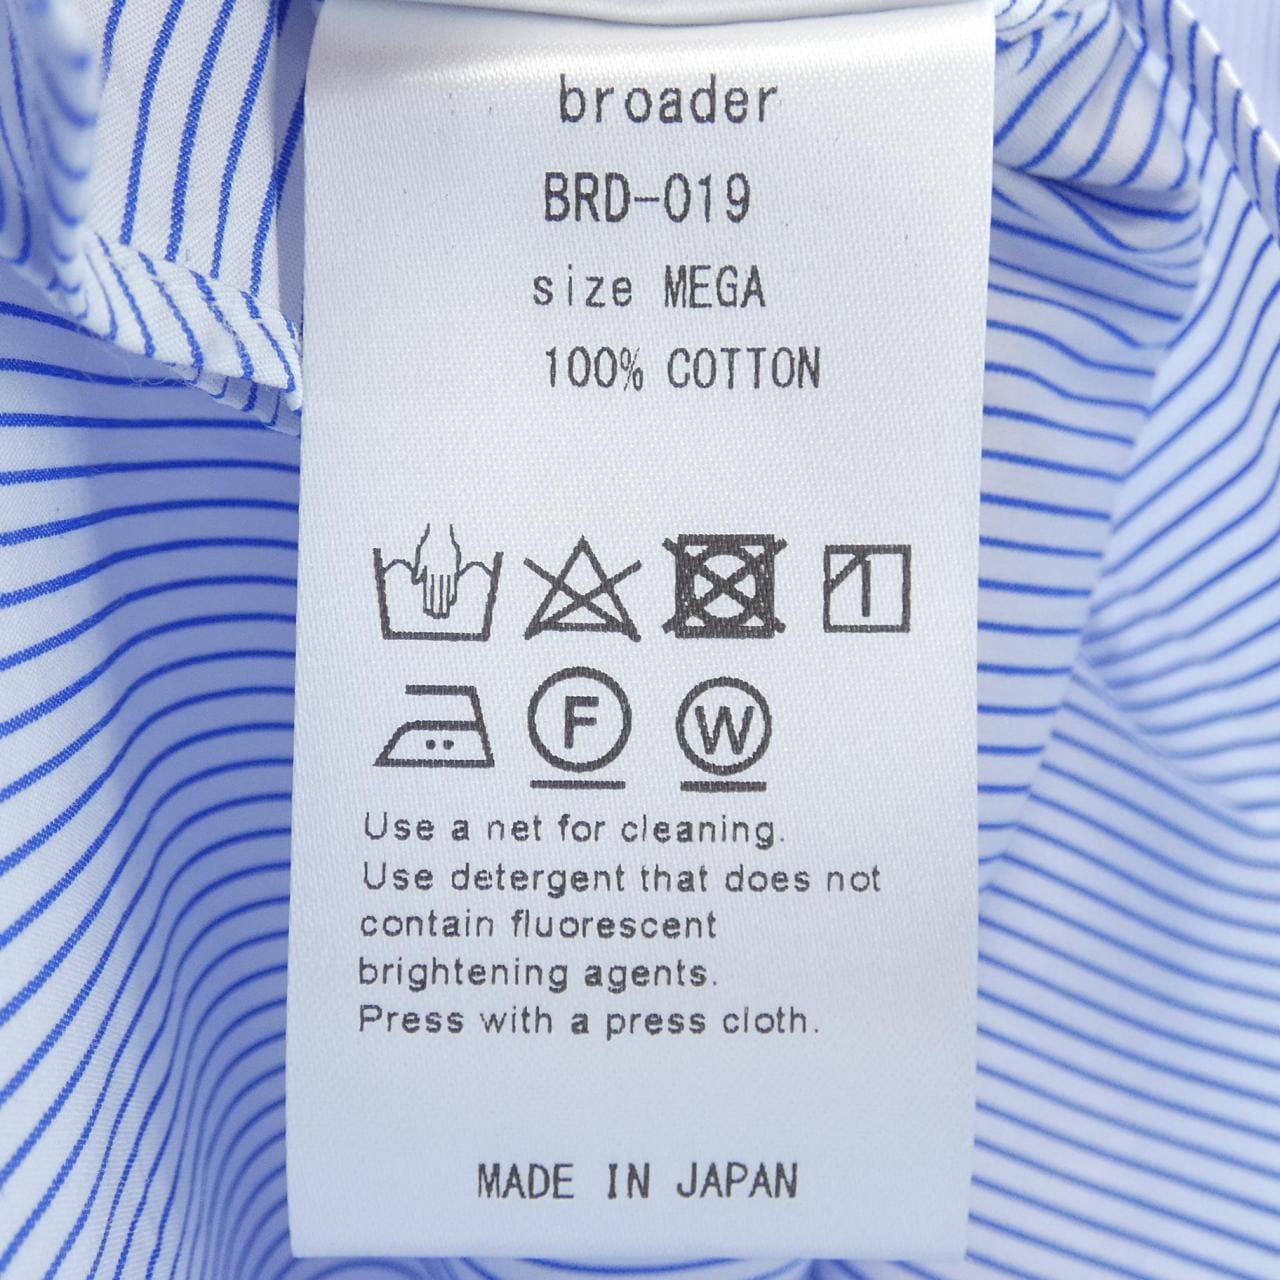 broader
BRD-019
size MEGA
100% COTTON
F W
Use a net for cleaning.
Use detergent that does not
contain fluorescent
brightening agents.
Press with a press cloth.
MADE IN JAPAN